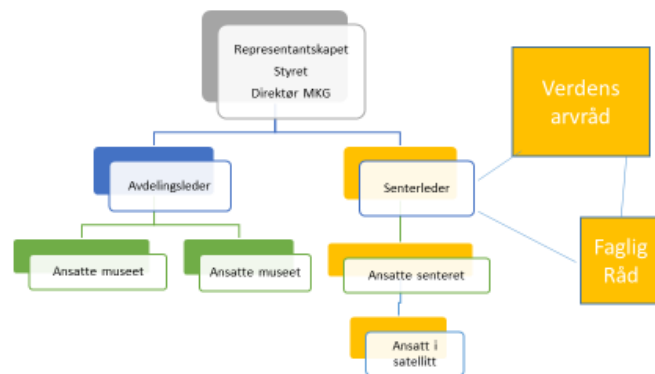 Representantskapet
Styret
Direktør MKG
Verdens
arvråd
Avdelingsleder
Senterleder
Ansatte museet
Ansatte museet
Ansatte senteret
Faglig
Råd
Ansatt i
satellitt